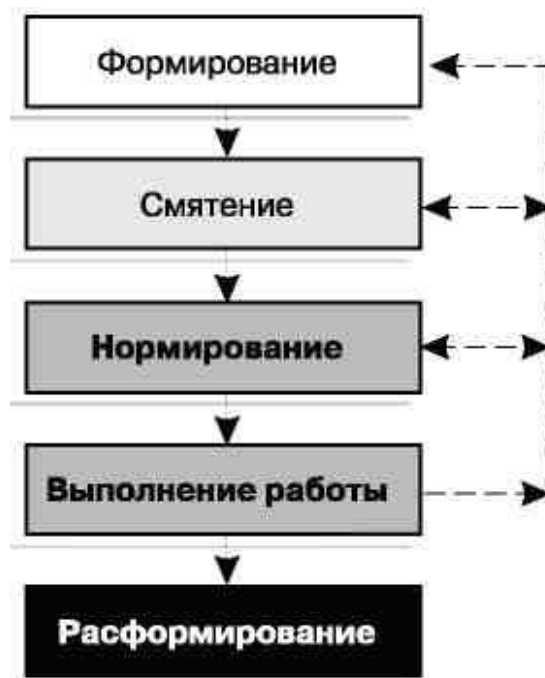 Формирование
Смятение
Нормирование
Выполнение работы
Расформирование